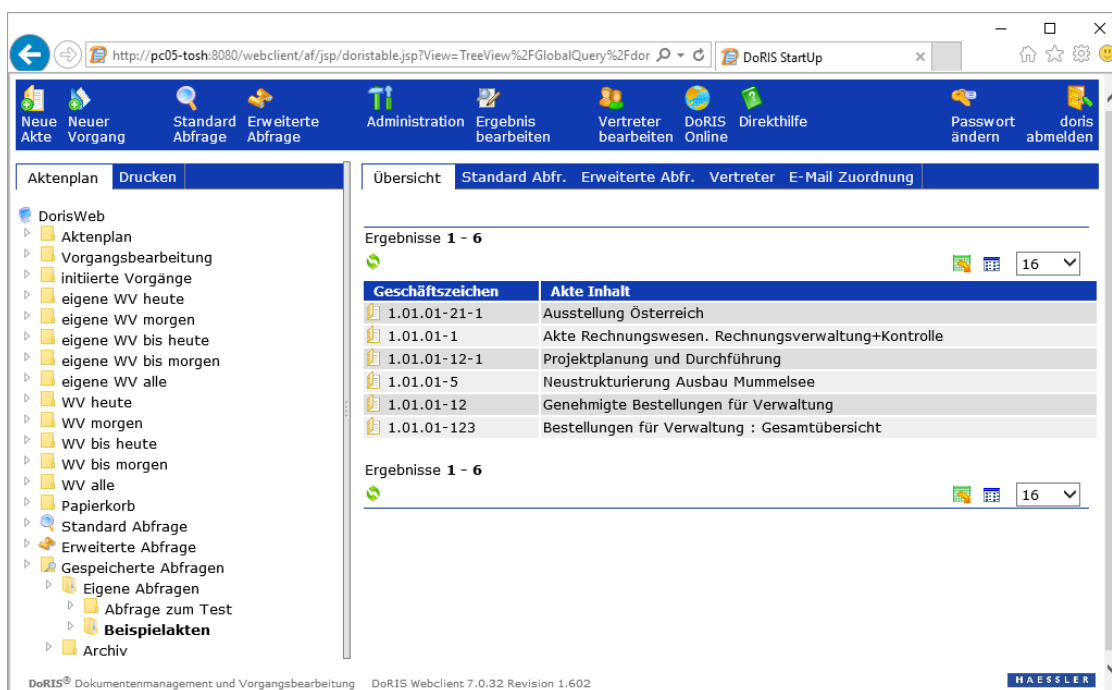 http://pc05-tosh:8080/webclient/af/jsp/doristable.jsp?View=TreeView%2FGlobalQuery%2Fdor
DoRIS StartUp
Neue Akte
Neuer Vorgang
Standard Abfrage
Erweiterte Abfrage
Administration
Ergebnis bearbeiten
Vertreter bearbeiten
DoRIS Online
Direkthilfe
Passwort ändern
doris abmelden
Aktenplan Drucken
DorisWeb
Aktenplan
Vorgangsbearbeitung
initiierte Vorgänge
eigene WV heute
eigene WV morgen
eigene WV bis heute
eigene WV bis morgen
eigene WV alle
WV heute
WV morgen
WV bis heute
WV bis morgen
WV alle
Papierkorb
Standard Abfrage
Erweiterte Abfrage
Gespeicherte Abfragen
Eigene Abfragen
Abfrage zum Test
Beispielakten
Archiv
Übersicht Standard Abfr. Erweiterte Abfr. Vertreter E-Mail Zuordnung
Ergebnisse 1 - 6
16
Geschäftszeichen Akte Inhalt
1.01.01-21-1 Ausstellung Österreich
1.01.01-1 Akte Rechnungswesen. Rechnungsverwaltung+Kontrolle
1.01.01-12-1 Projektplanung und Durchführung
1.01.01-5 Neustrukturierung Ausbau Mummelsee
1.01.01-12 Genehmigte Bestellungen für Verwaltung
1.01.01-123 Bestellungen für Verwaltung : Gesamtübersicht
Ergebnisse 1 - 6
16
DoRIS® Dokumentenmanagement und Vorgangsbearbeitung DoRIS Webclient 7.0.32 Revision 1.602
HAESSLER